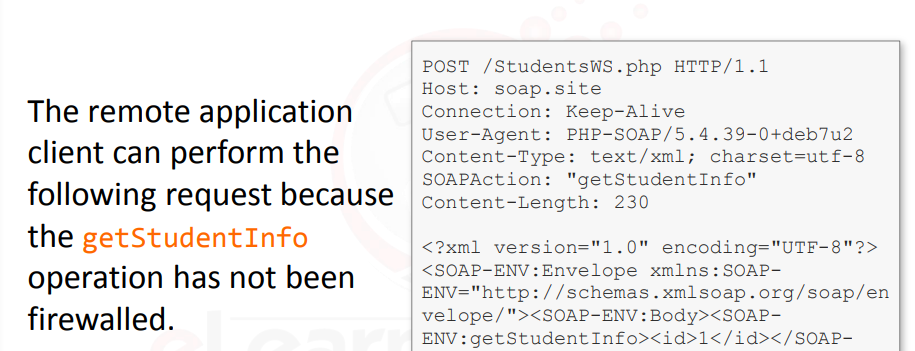 The remote application
client can perform the
following request because
the getStudentInfo
operation has not been
firewalled.
POST /StudentsWS.php HTTP/1.1
Host: soap.site
Connection: Keep-Alive
User-Agent: PHP-SOAP/5.4.39-0+deb7u2
Content-Type: text/xml; charset=utf-8
SOAPAction: "getStudentInfo"
Content-Length: 230
<?xml version="1.0" encoding="UTF-8"?>
<SOAP-ENV:Envelope xmlns:SOAP-
ENV="http://schemas.xmlsoap.org/soap/en
velope/"><SOAP-ENV:Body><SOAP-
ENV:getStudentInfo><id>1</id></SOAP-